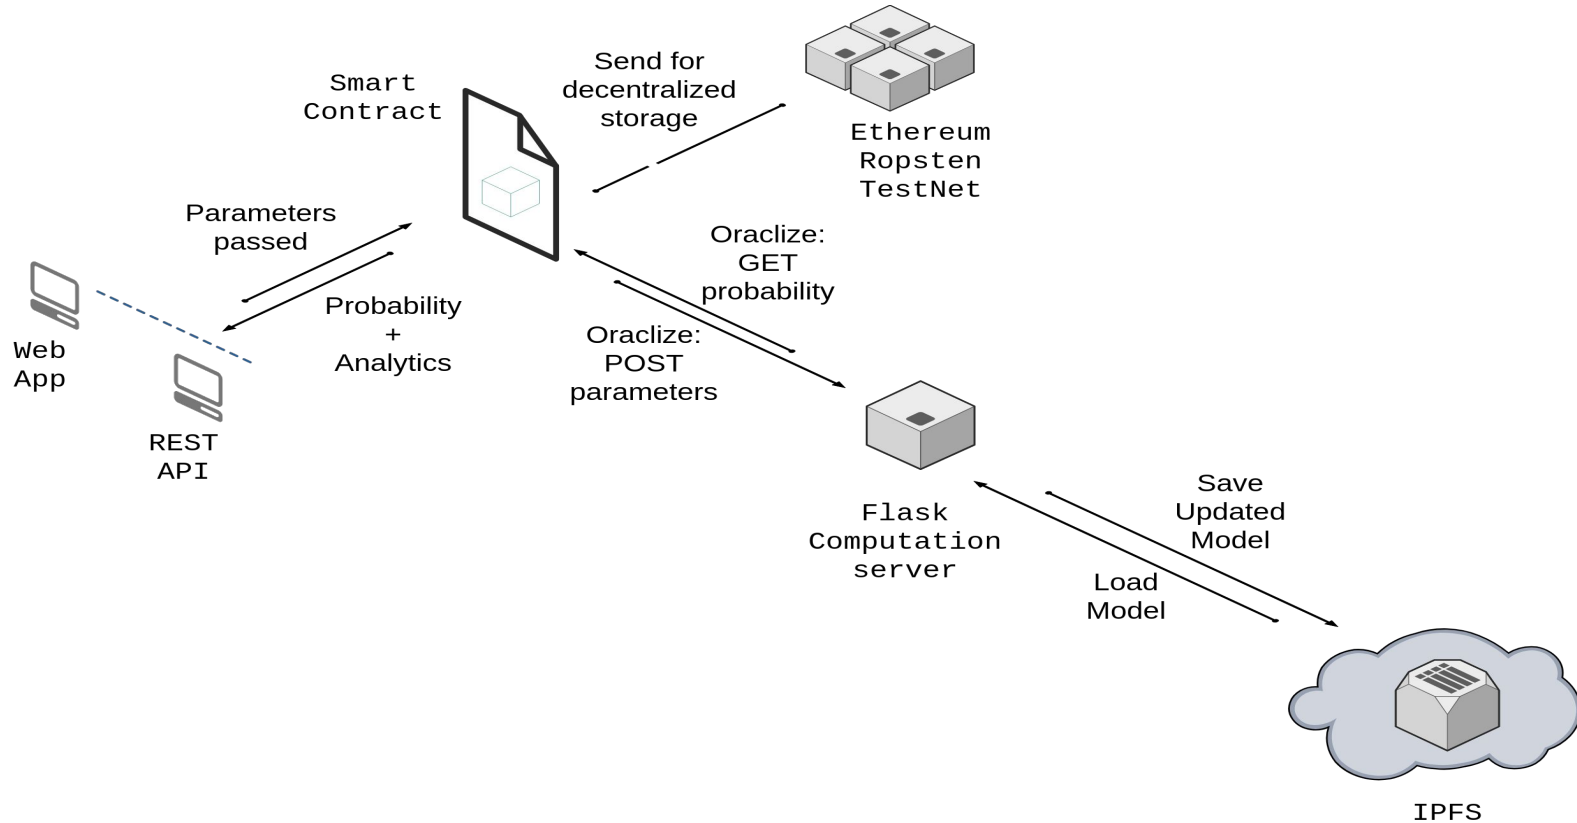 Smart
Contract
Send for
decentralized
storage
Ethereum
Ropsten
TestNet
Parameters
passed
Probability
+
Analytics
Oraclize:
GET
probability
Oraclize:
POST
parameters
Web
App
REST
API
Flask
Computation
server
Save
Updated
Model
Load
Model
IPFS